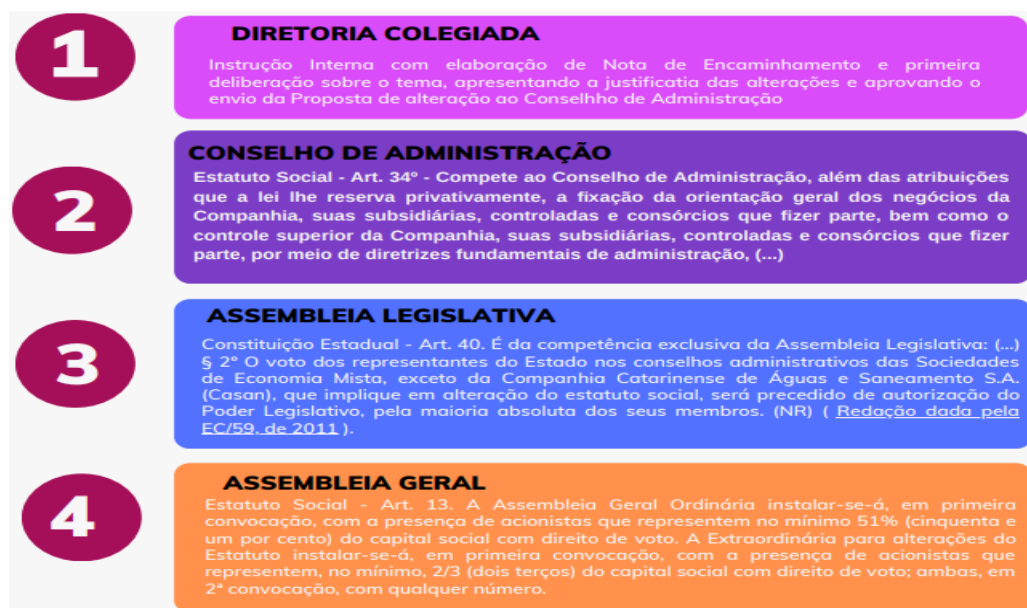 1
DIRETORIA COLEGIADA
Instrução Interna com elaboração de Nota de Encaminhamento e primeira
deliberação sobre o tema, apresentando a justificatia das alterações e aprovando o
envio da Proposta de alteração ao Conselhho de Administração
2
CONSELHO DE ADMINISTRAÇÃO
Estatuto Social - Art. 34º - Compete ao Conselho de Administração, além das atribuições
que a lei lhe reserva privativamente, a fixação da orientação geral dos negócios da
Companhia, suas subsidiárias, controladas e consórcios que fizer parte, bem como o
controle superior da Companhia, suas subsidiárias, controladas e consórcios que fizer
parte, por meio de diretrizes fundamentais de administração, (...)
3
ASSEMBLEIA LEGISLATIVA
Constituição Estadual - Art. 40. É da competência exclusiva da Assembleia Legislativa: (...)
§ 2º O voto dos representantes do Estado nos conselhos administrativos das Sociedades
de Economia Mista, exceto da Companhia Catarinense de Águas e Saneamento S.A.
(Casan), que implique em alteração do estatuto social, será precedido de autorização do
Poder Legislativo, pela maioria absoluta dos seus membros. (NR) ( Redação dada pela
EC/59, de 2011 ).
4
ASSEMBLEIA GERAL
Estatuto Social - Art. 13. A Assembleia Geral Ordinária instalar-se-á, em primeira
convocação, com a presença de acionistas que representem no mínimo 51% (cinquenta e
um por cento) do capital social com direito de voto. A Extraordinária para alterações do
Estatuto instalar-se-á, em primeira convocação, com a presença de acionistas que
representem, no mínimo, 2/3 (dois terços) do capital social com direito de voto; ambas, em
2ª convocação, com qualquer número.